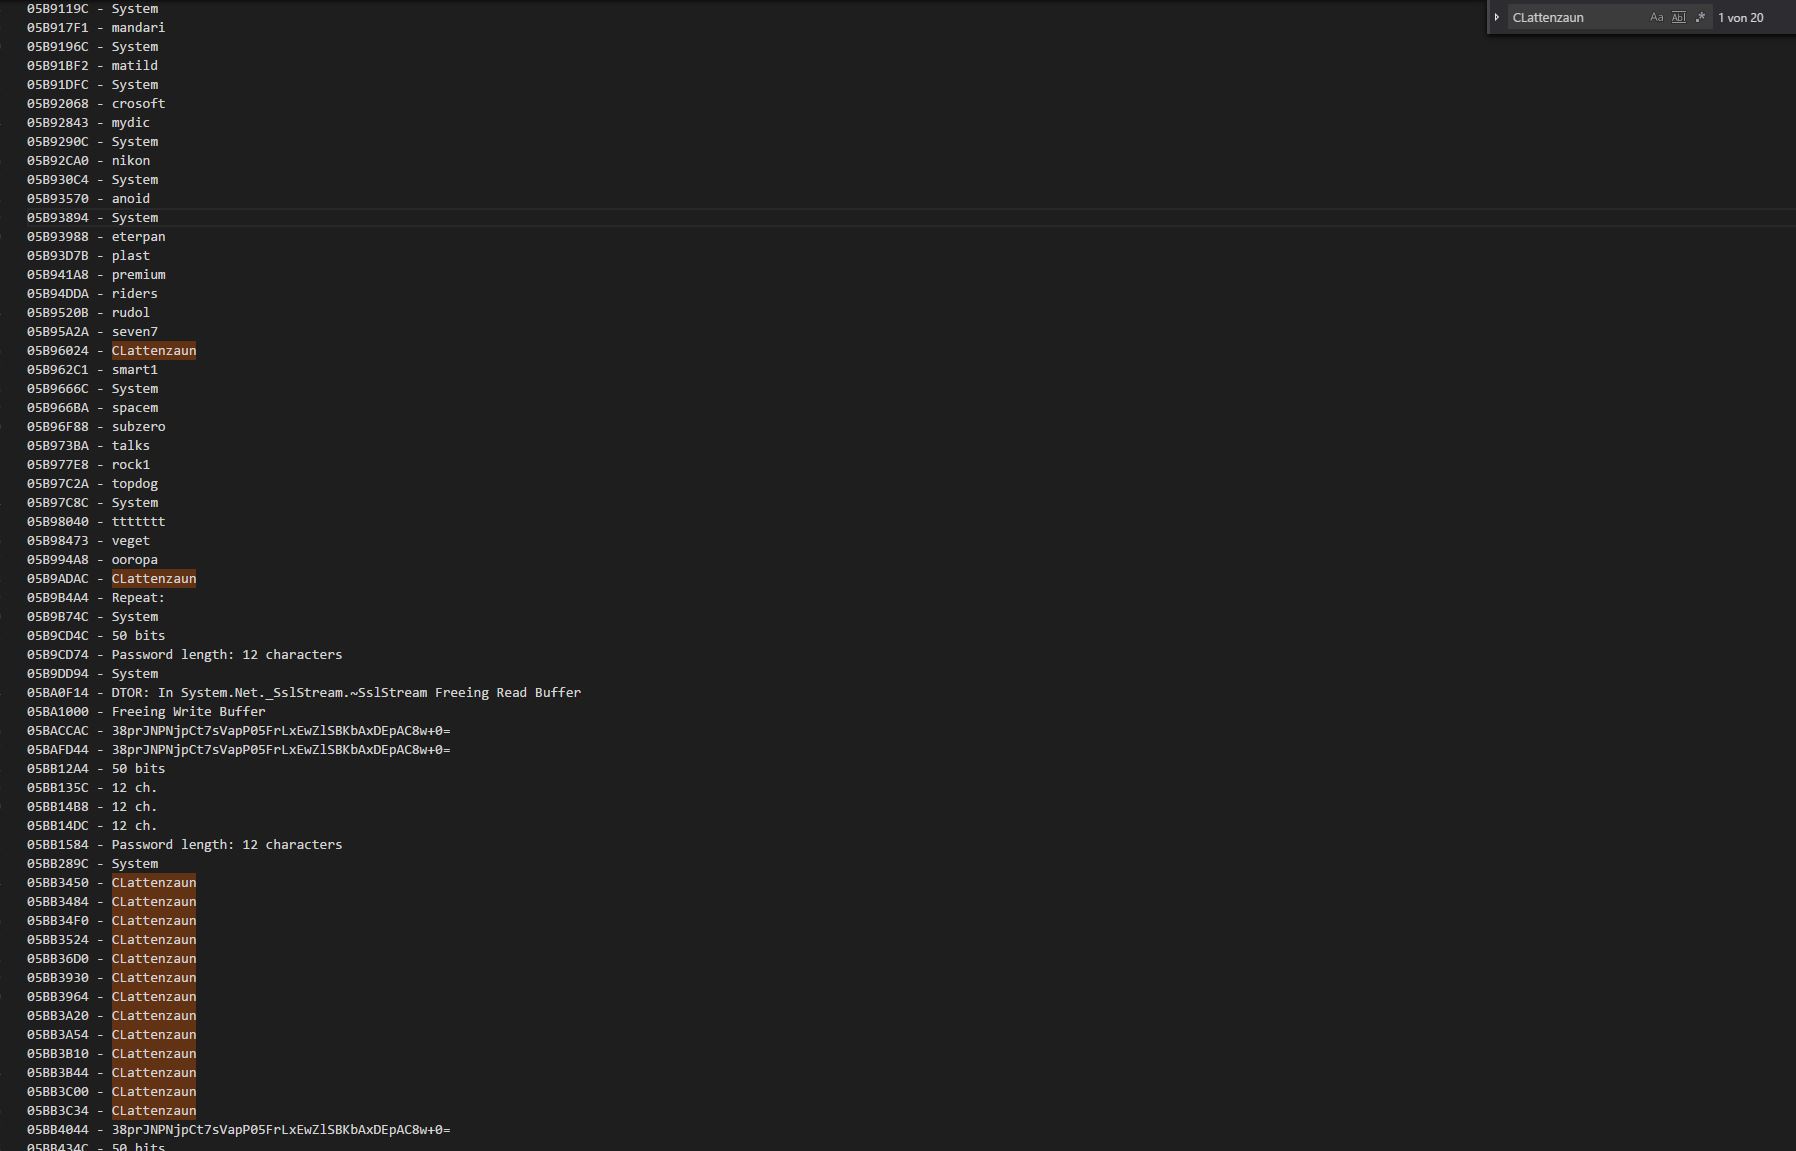 05B9119C - System
CLattenzaun
Aa
Abl
.*
1 von 20
05B917F1 - mandari
05B9196C - System
05B91BF2 - matild
05B91DFC - System
05B92068 - crosoft
05B92843 - mydic
05B9290C - System
05B92CA0 - nikon
05B930C4 - System
05B93570 - anoid
05B93894 - System
05B93988 - eterpan
05B93D7B - plast
05B941A8 - premium
05B94DDA - riders
05B9520B - rudol
05B95A2A - seven7
05B96024 - CLattenzaun
05B962C1 - smart1
05B9666C - System
05B966BA - spacem
05B96F88 - subzero
05B973BA - talks
05B977E8 - rock1
05B97C2A - topdog
05B97C8C - System
05B98040 - ttttttt
05B98473 - veget
05B994A8 - ooropa
05B9ADAC - CLattenzaun
05B9B4A4 - Repeat:
05B9B74C - System
05B9CD4C - 50 bits
05B9CD74 - Password length: 12 characters
05B9DD94 - System
05BA0F14 - DTOR: In System.Net._SslStream.~SslStream Freeing Read Buffer
05BA1000 - Freeing Write Buffer
05BACCAC - 38prJNPNjpCt7sVapP05FrLxEwZlSBKbAxDEpAC8w+0=
05BAFD44 - 38prJNPNjpCt7sVapP05FrLxEwZlSBKbAxDEpAC8w+0=
05BB12A4 - 50 bits
05BB135C - 12 ch.
05BB14B8 - 12 ch.
05BB14DC - 12 ch.
05BB1584 - Password length: 12 characters
05BB289C - System
05BB3450 - CLattenzaun
05BB3484 - CLattenzaun
05BB34F0 - CLattenzaun
05BB3524 - CLattenzaun
05BB36D0 - CLattenzaun
05BB3930 - CLattenzaun
05BB3964 - CLattenzaun
05BB3A20 - CLattenzaun
05BB3A54 - CLattenzaun
05BB3B10 - CLattenzaun
05BB3B44 - CLattenzaun
05BB3C00 - CLattenzaun
05BB3C34 - CLattenzaun
05BB4044 - 38prJNPNjpCt7sVapP05FrLxEwZlSBKbAxDEpAC8w+0=
05BB434C - 50 bits